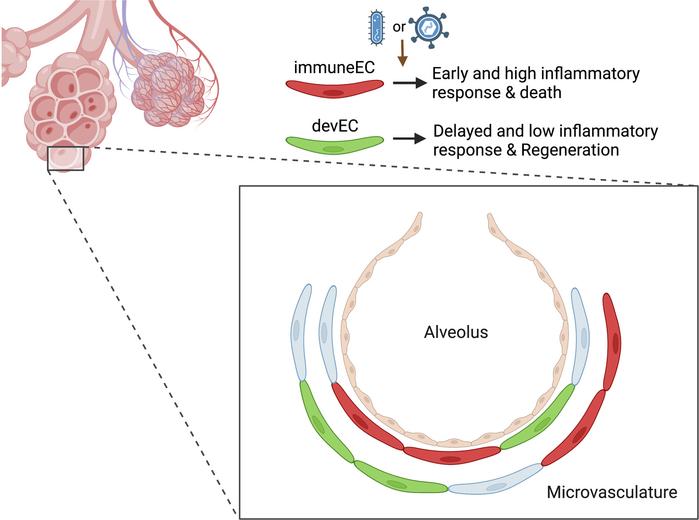 or
immuneEC
Early and high inflammatory
response & death
devEC
Delayed and low inflammatory
response & Regeneration
Alveolus
Microvasculature